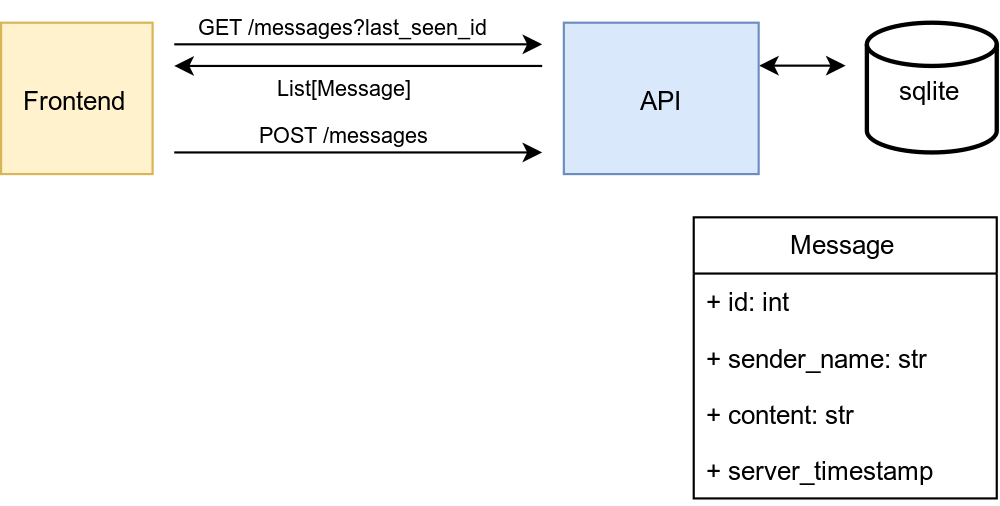 GET /messages?last_seen_id
Frontend
List[Message]
POST /messages
API
sqlite
Message
+ id: int
+ sender_name: str
+ content: str
+ server_timestamp